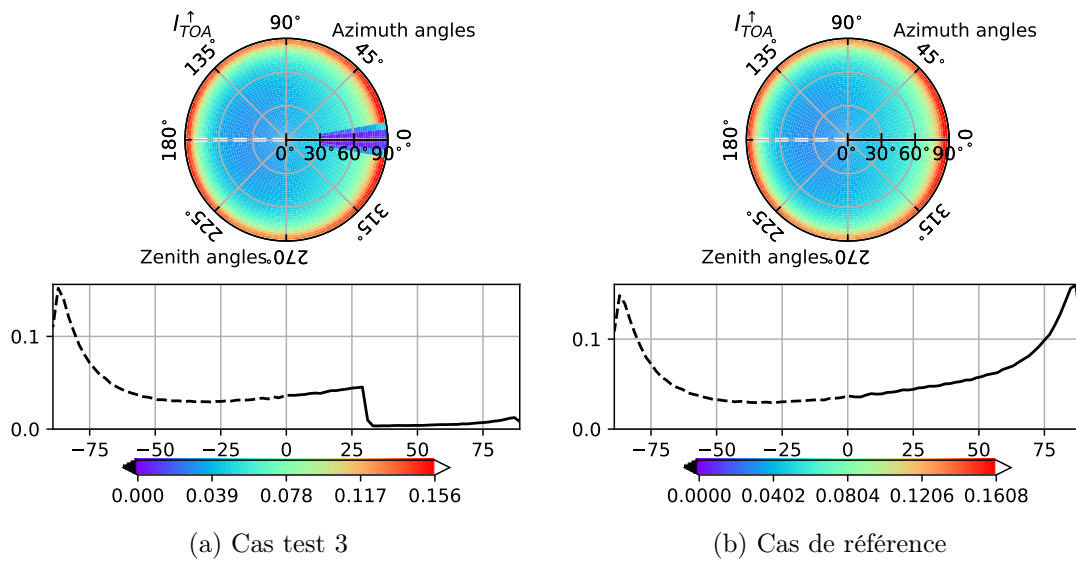 I↑TOA
90°
Azimuth angles
135°
45°
180°
0°
0° 30° 60° 90°
225°
315°
Zenith angles
270°
0.1
0.0
−75 −50 −25 0 25 50 75
0.000 0.039 0.078 0.117 0.156
(a) Cas test 3
I↑TOA
90°
Azimuth angles
135°
45°
180°
0°
0° 30° 60° 90°
225°
315°
Zenith angles
270°
0.1
0.0
−75 −50 −25 0 25 50 75
0.0000 0.0402 0.0804 0.1206 0.1608
(b) Cas de référence